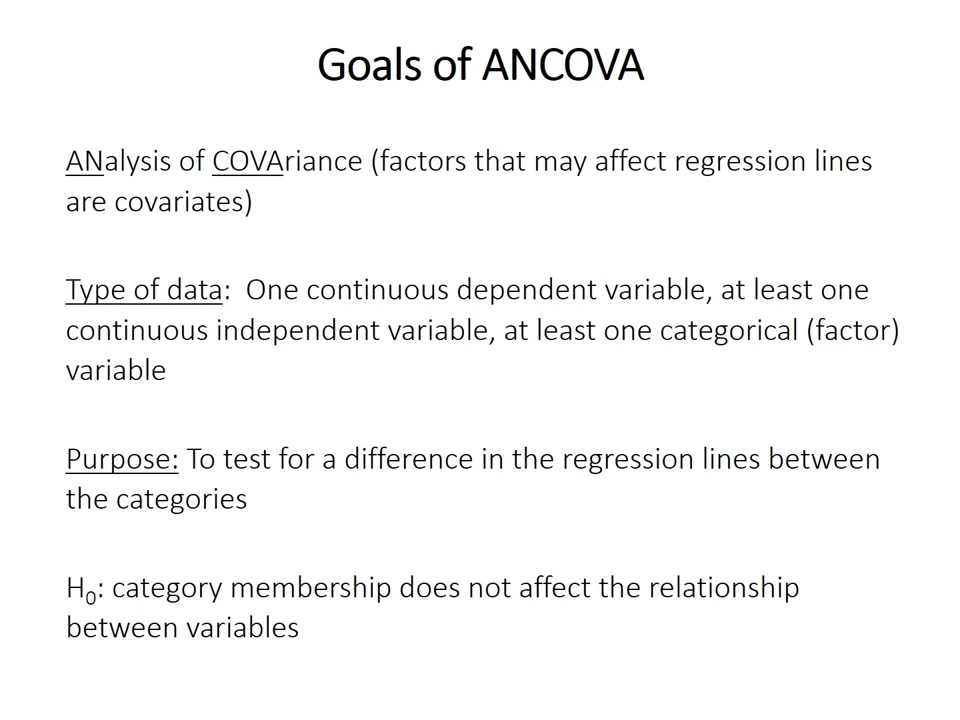 Goals of ANCOVA
ANalysis of COVAriance (factors that may affect regression lines
are covariates)
Type of data:  One continuous dependent variable, at least one
continuous independent variable, at least one categorical (factor)
variable
Purpose: To test for a difference in the regression lines between
the categories
H₀: category membership does not affect the relationship
between variables